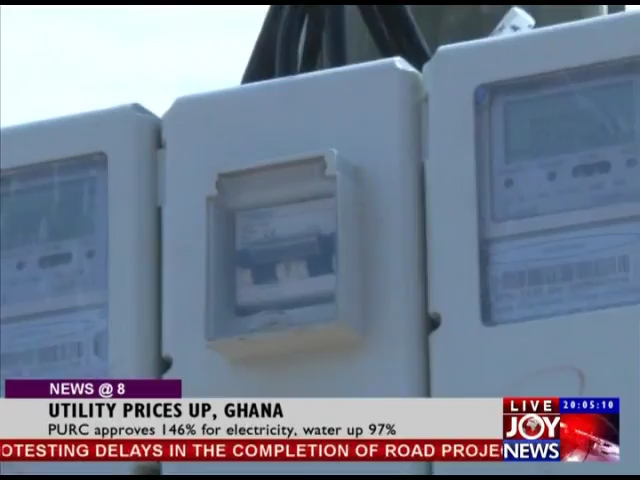 NEWS @ 8
UTILITY PRICES UP, GHANA
PURC approves 146% for electricity, water up 97%
LIVE 20:05:10
JOY
NEWS
OTESTING DELAYS IN THE COMPLETION OF ROAD PROJE